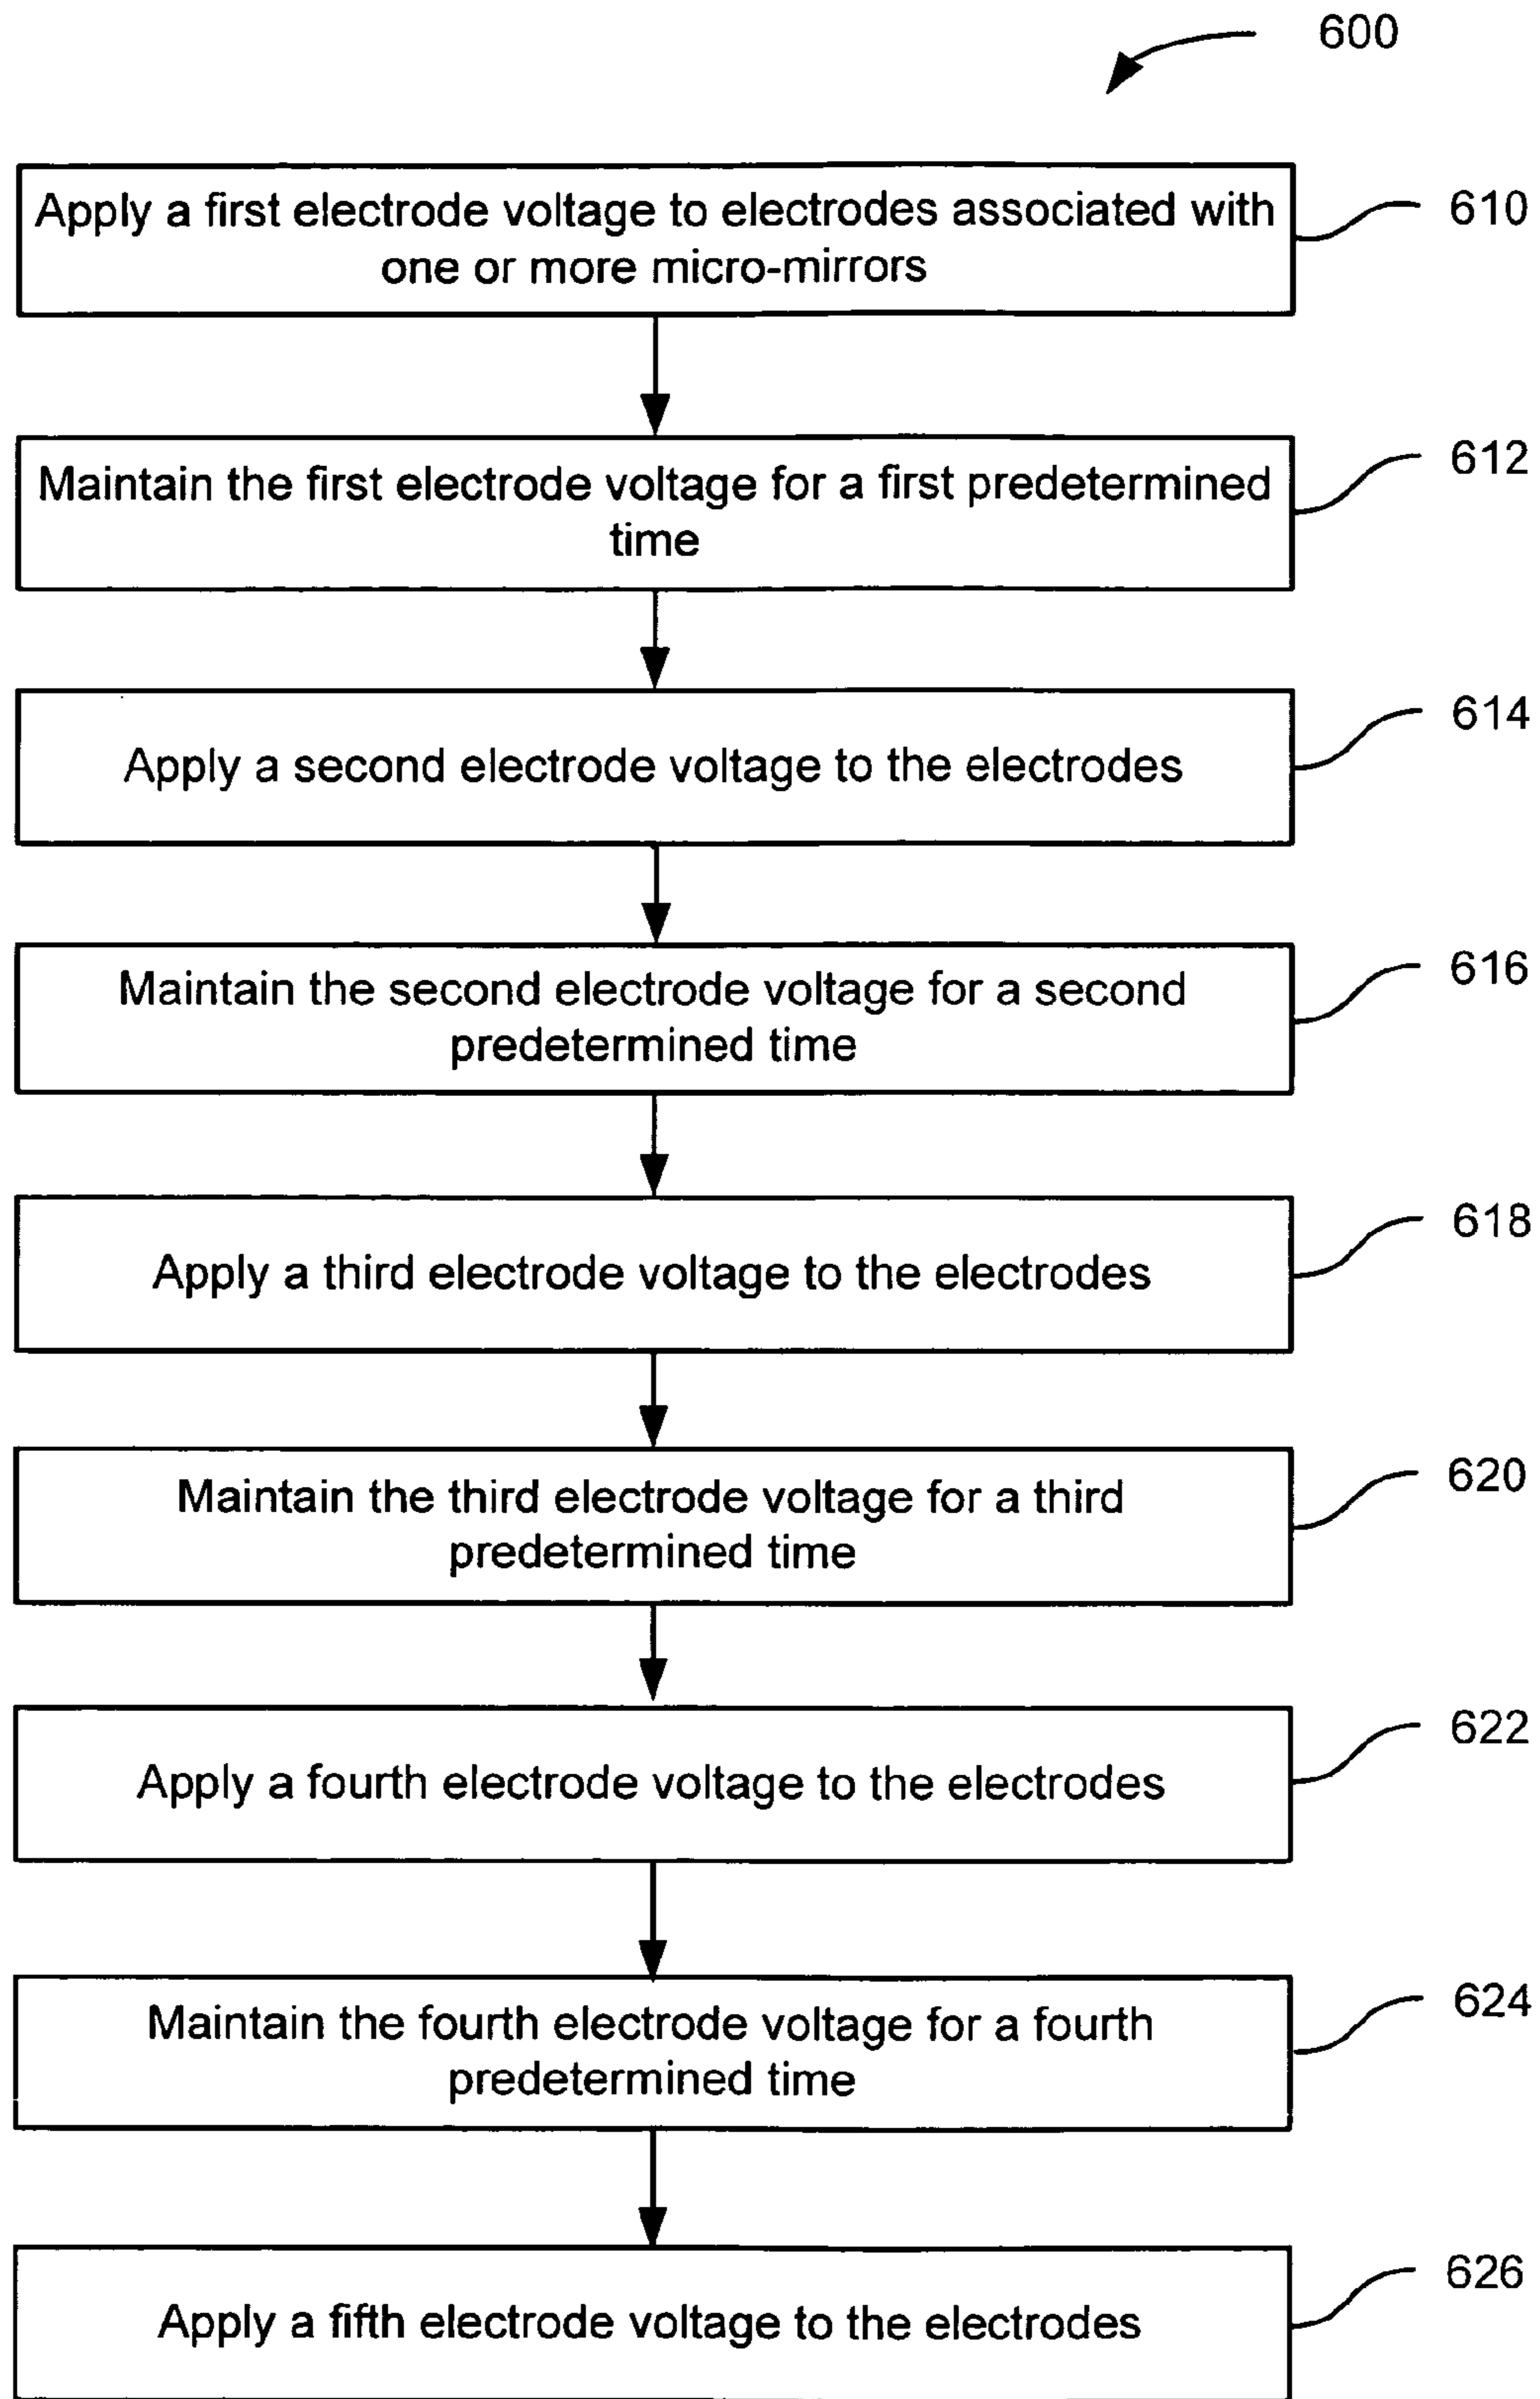 600
Apply a first electrode voltage to electrodes associated with
one or more micro-mirrors
610
Maintain the first electrode voltage for a first predetermined
time
612
Apply a second electrode voltage to the electrodes
614
Maintain the second electrode voltage for a second
predetermined time
616
Apply a third electrode voltage to the electrodes
618
Maintain the third electrode voltage for a third
predetermined time
620
Apply a fourth electrode voltage to the electrodes
622
Maintain the fourth electrode voltage for a fourth
predetermined time
624
Apply a fifth electrode voltage to the electrodes
626